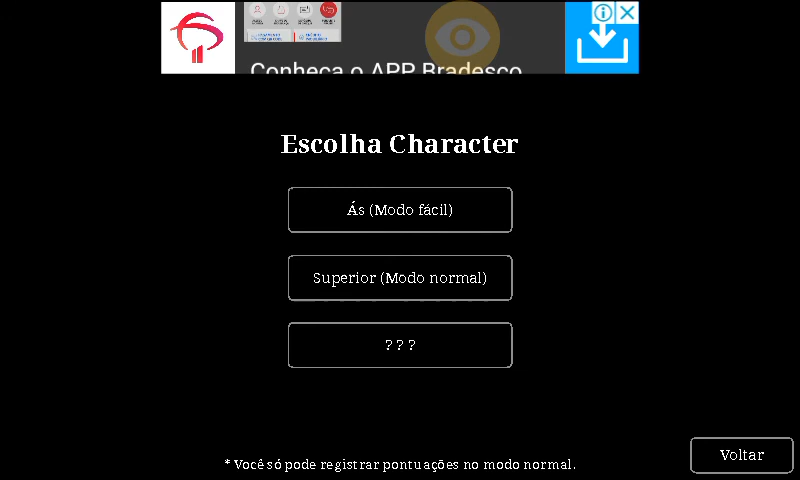 Conheça o APP Bradesco
Escolha Character
Ás (Modo fácil)
Superior (Modo normal)
? ? ?
Voltar
* Você só pode registrar pontuações no modo normal.